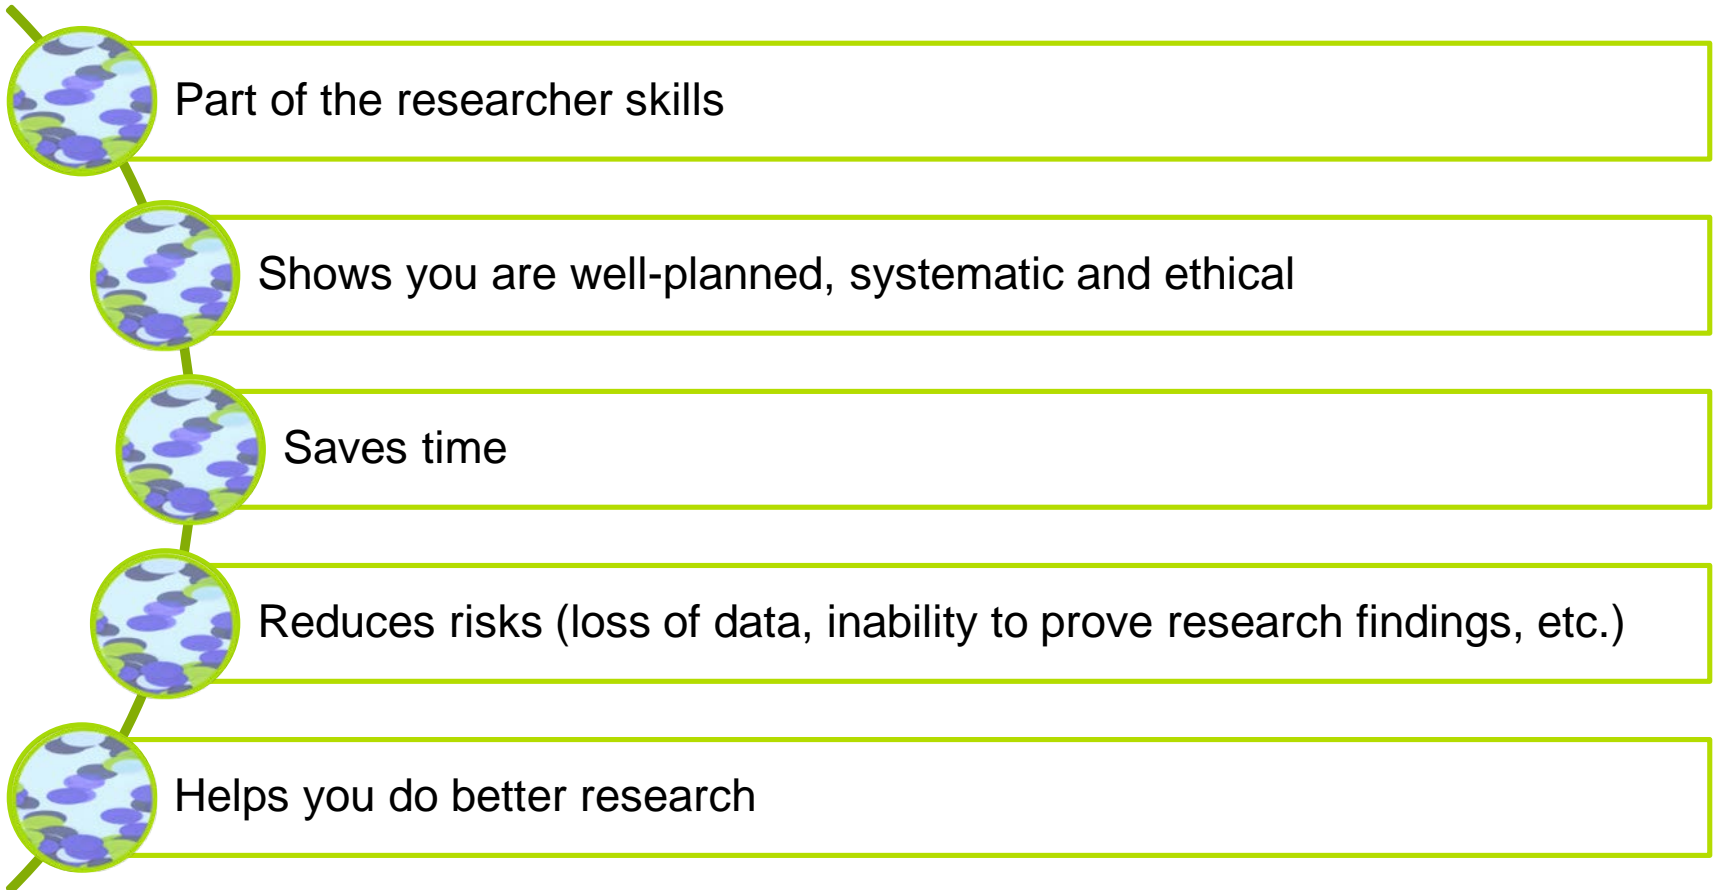 Part of the researcher skills
Shows you are well-planned, systematic and ethical
Saves time
Reduces risks (loss of data, inability to prove research findings, etc.)
Helps you do better research